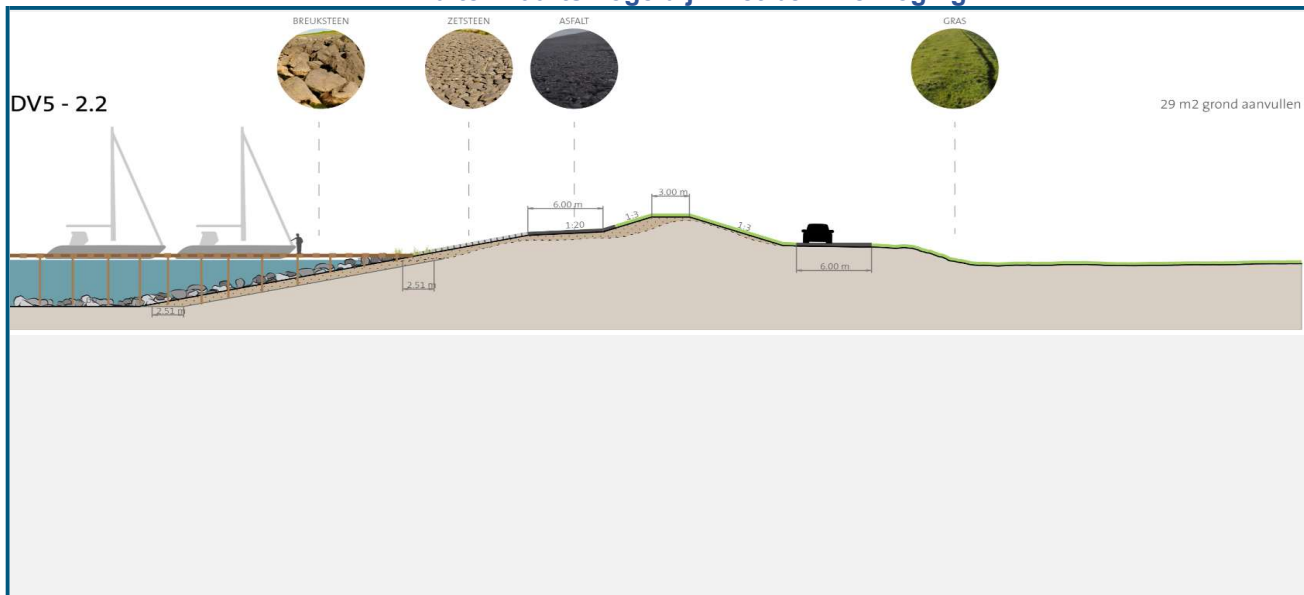 BREUKSTEEN
ZETSTEEN
ASFALT
GRAS
DV5 - 2.2
29 m2 grond aanvullen
6.00 m
3.00 m
1:20
1:3
1:3
6.00 m
2.51 m
2.51 m